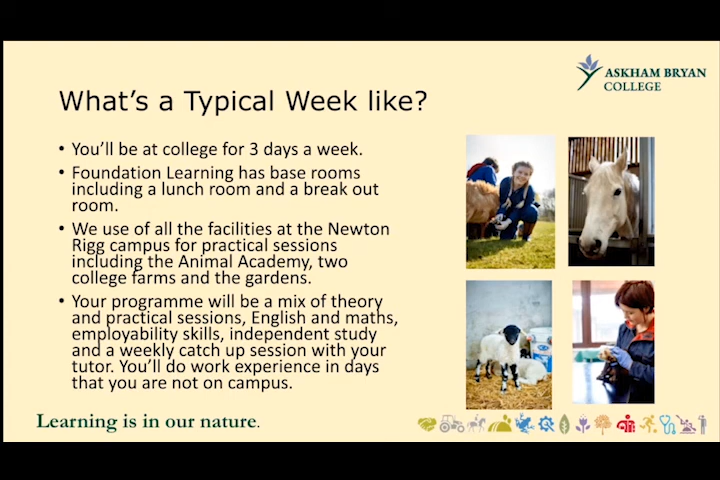 ASKHAM BRYAN
COLLEGE
What's a Typical Week like?
• You'll be at college for 3 days a week.
• Foundation Learning has base rooms
including a lunch room and a break out
room.
• We use of all the facilities at the Newton
Rigg campus for practical sessions
including the Animal Academy, two
college farms and the gardens.
• Your programme will be a mix of theory
and practical sessions, English and maths,
employability skills, independent study
and a weekly catch up session with your
tutor. You'll do work experience in days
that you are not on campus.
Learning is in our nature.